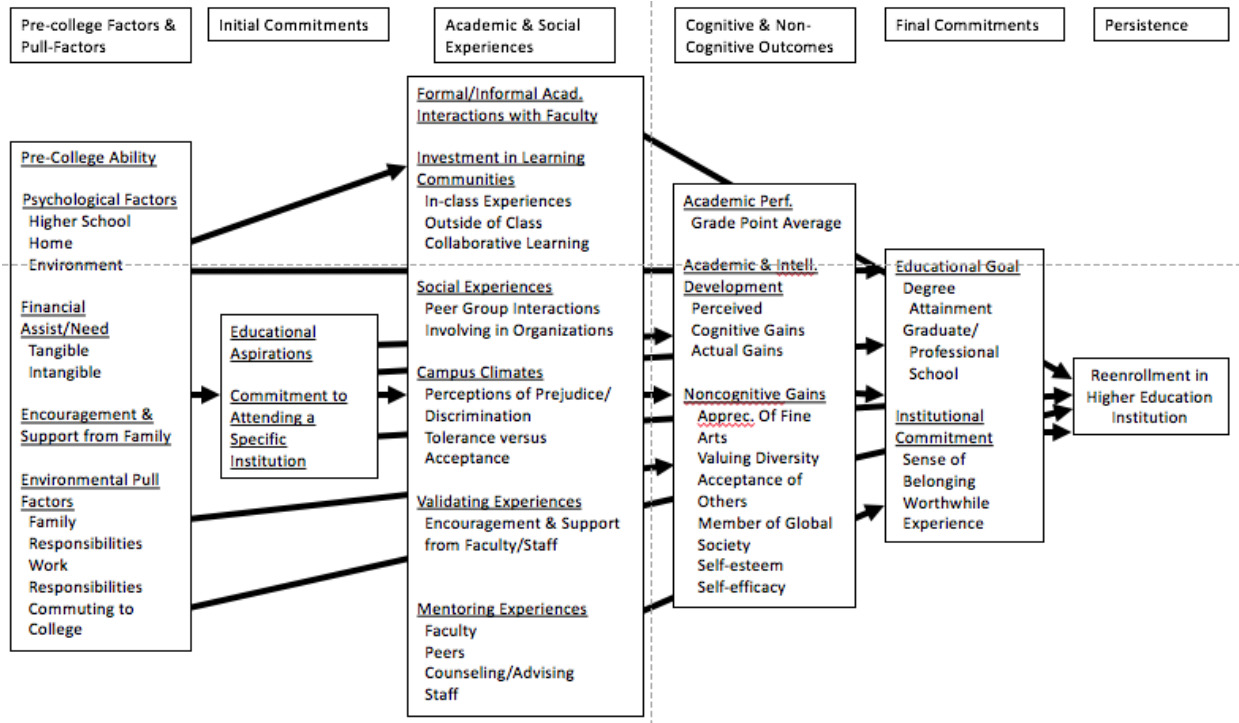 Pre-college Factors &
Pull-Factors
Initial Commitments
Academic & Social
Experiences
Cognitive & Non-
Cognitive Outcomes
Final Commitments
Persistence
Pre-College Ability
Psychological Factors
Higher School
Home
Environment
Financial
Assist/Need
Tangible
Intangible
Encouragement &
Support from Family
Environmental Pull
Factors
Family
Responsibilities
Work
Responsibilities
Commuting to
College
Educational
Aspirations
Commitment to
Attending a
Specific
Institution
Formal/Informal Acad.
Interactions with Faculty
Investment in Learning
Communities
In-class Experiences
Outside of Class
Collaborative Learning
Social Experiences
Peer Group Interactions
Involving in Organizations
Campus Climates
Perceptions of Prejudice/
Discrimination
Tolerance versus
Acceptance
Validating Experiences
Encouragement & Support
from Faculty/Staff
Mentoring Experiences
Faculty
Peers
Counseling/Advising
Staff
Academic Perf.
Grade Point Average
Academic & Intell.
Development
Perceived
Cognitive Gains
Actual Gains
Noncognitive Gains
Apprec. Of Fine
Arts
Valuing Diversity
Acceptance of
Others
Member of Global
Society
Self-esteem
Self-efficacy
Educational Goal
Degree
Attainment
Graduate/
Professional
School
Institutional
Commitment
Sense of
Belonging
Worthwhile
Experience
Reenrollment in
Higher Education
Institution